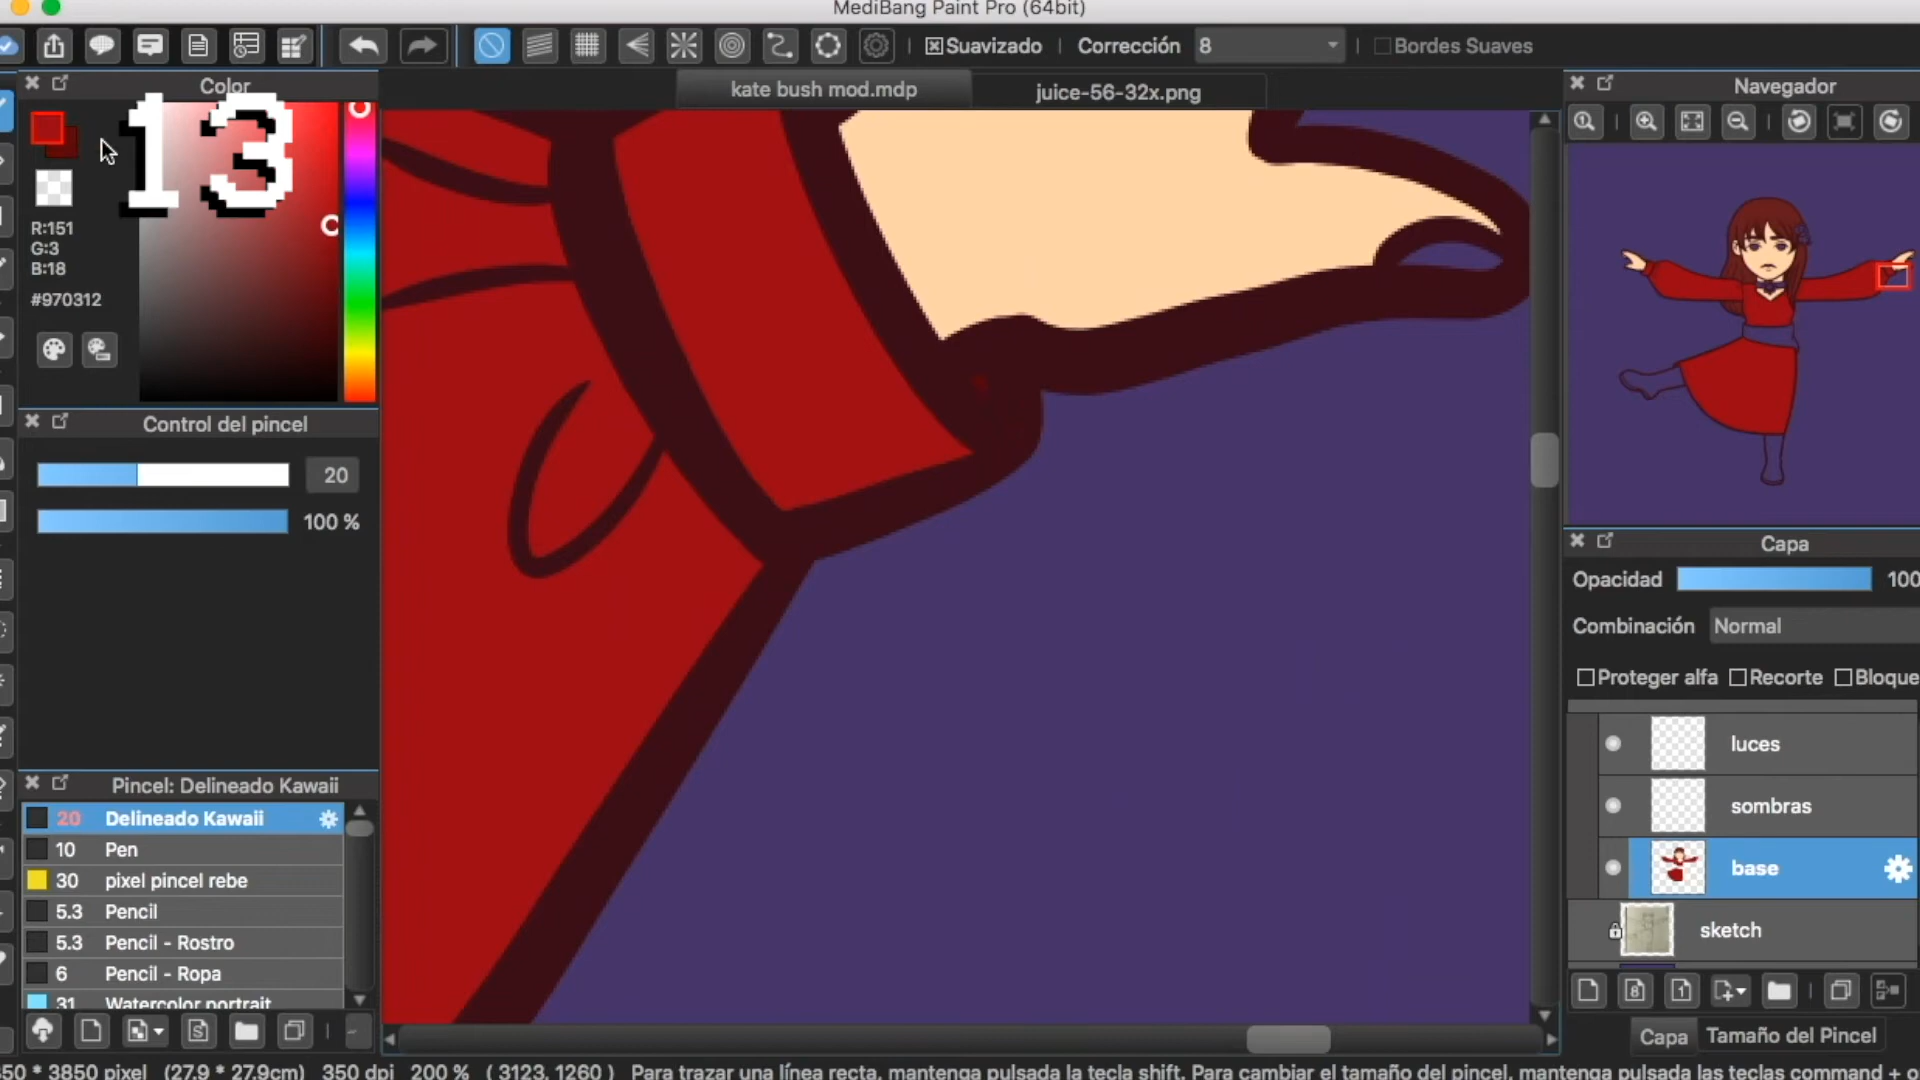 MediBang Paint Pro (64bit)
Suavizado
Corrección
8
Bordes Suaves
Color
kate bush mod.mdp
juice-56-32x.png
Navegador
13
R:151
G:3
B:18
#970312
Control del pincel
20
100 %
Capa
Opacidad
100
Combinación
Normal
Proteger alfa
Recorte
Bloque
luces
sombras
base
sketch
Pincel: Delineado Kawaii
20 Delineado Kawaii
10 Pen
30 pixel pincel rebe
5.3 Pencil
5.3 Pencil - Rostro
6 Pencil - Ropa
31 Watercolor portrait
Capa
Tamaño del Pincel
50 * 3850 pixel (27.9 * 27.9cm) 350 dpi 200 % ( 3123, 1260 ) Para trazar una línea recta, mantenga pulsada la tecla shift. Para cambiar el tamaño del pincel, mantenga pulsadas las teclas command + o